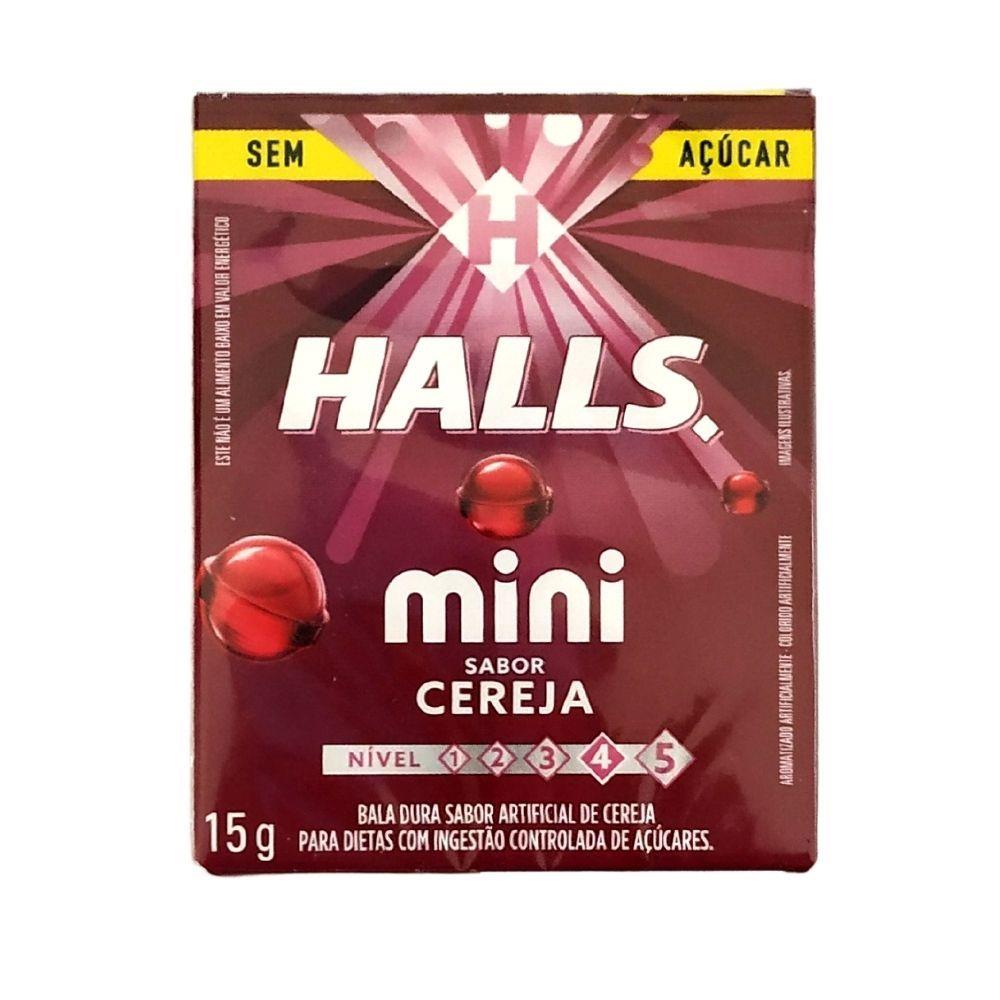 SEM AÇÚCAR
H
HALLS.
mini
SABOR
CEREJA
NÍVEL 1 2 3 4 5
15 g
BALA DURA SABOR ARTIFICIAL DE CEREJA
PARA DIETAS COM INGESTÃO CONTROLADA DE AÇÚCARES.
ESTE NÃO É UM ALIMENTO BAIXO EM VALOR ENERGÉTICO
IMAGENS ILUSTRATIVAS.
AROMATIZADO ARTIFICIALMENTE - COLORIDO ARTIFICIALMENTE